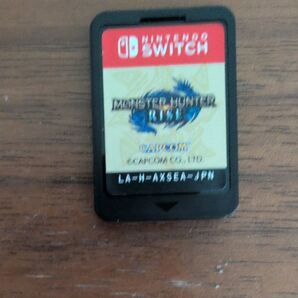 NINTENDO
SWITCH
MONSTER HUNTER
RISE
CAPCOM
©CAPCOM CO., LTD.
LA-H-AXSEA-JPN